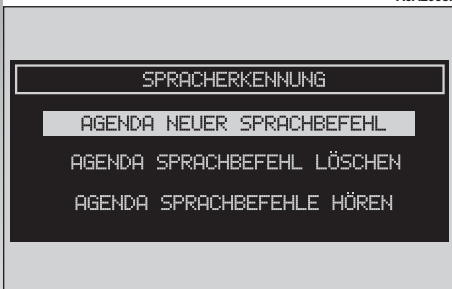 SPRACHERKENNUNG
AGENDA NEUER SPRACHBEFEHL
AGENDA SPRACHBEFEHL LÖSCHEN
AGENDA SPRACHBEFEHLE HÖREN